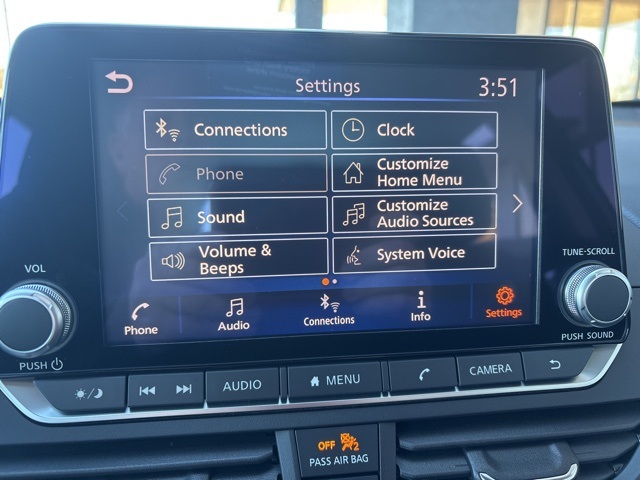 Settings
3:51
Connections
Clock
Phone
Customize
Home Menu
Sound
Customize
Audio Sources
Volume &
Beeps
System Voice
Phone
Audio
Connections
Info
Settings
VOL
PUSH
TUNE-SCROLL
PUSH SOUND
AUDIO
MENU
CAMERA
OFF 2
PASS AIR BAG